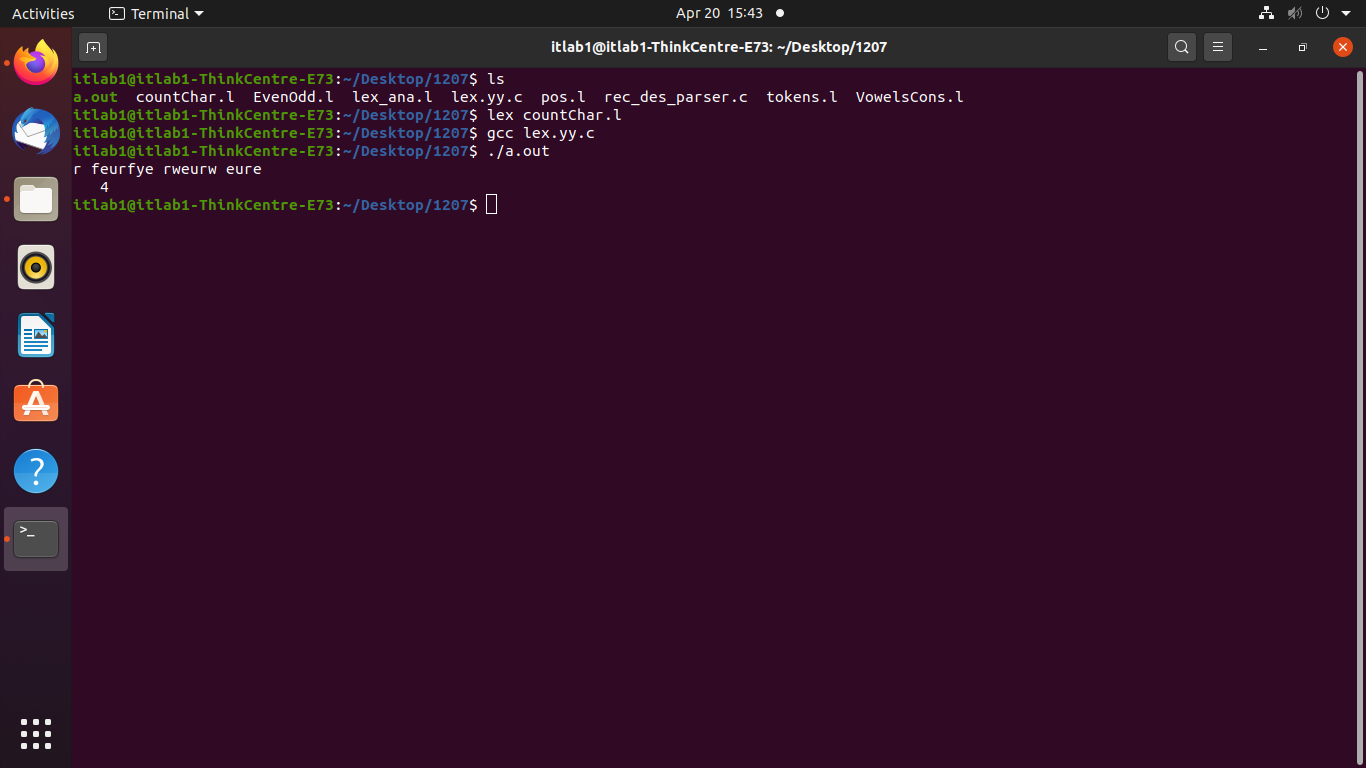 Activities Terminal Apr 20 15:43
itlab1@itlab1-ThinkCentre-E73: ~/Desktop/1207
itlab1@itlab1-ThinkCentre-E73:~/Desktop/1207$ ls
a.out countChar.l EvenOdd.l lex_ana.l lex.yy.c pos.l rec_des_parser.c tokens.l VowelsCons.l
itlab1@itlab1-ThinkCentre-E73:~/Desktop/1207$ lex countChar.l
itlab1@itlab1-ThinkCentre-E73:~/Desktop/1207$ gcc lex.yy.c
itlab1@itlab1-ThinkCentre-E73:~/Desktop/1207$ ./a.out
r feurfye rweurw eure
   4
itlab1@itlab1-ThinkCentre-E73:~/Desktop/1207$